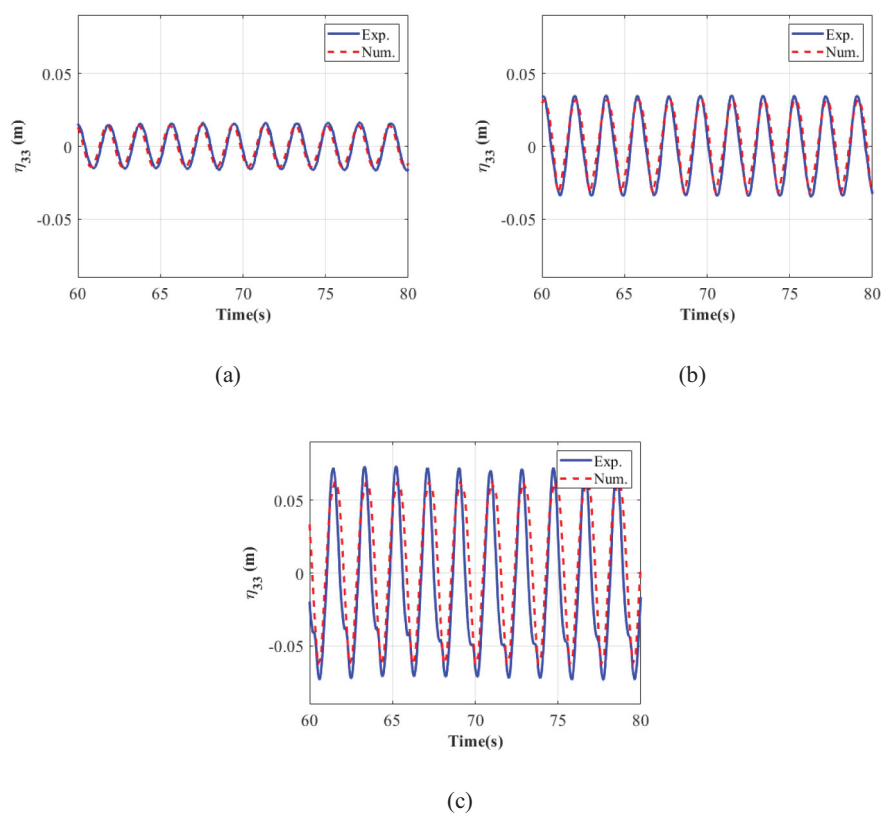 Exp.
Num.
0.05
0
-0.05
η33 (m)
60
65
70
75
80
Time(s)
(a)
Exp.
Num.
0.05
0
-0.05
η33 (m)
60
65
70
75
80
Time(s)
(b)
Exp.
Num.
0.05
0
-0.05
η33 (m)
60
65
70
75
80
Time(s)
(c)